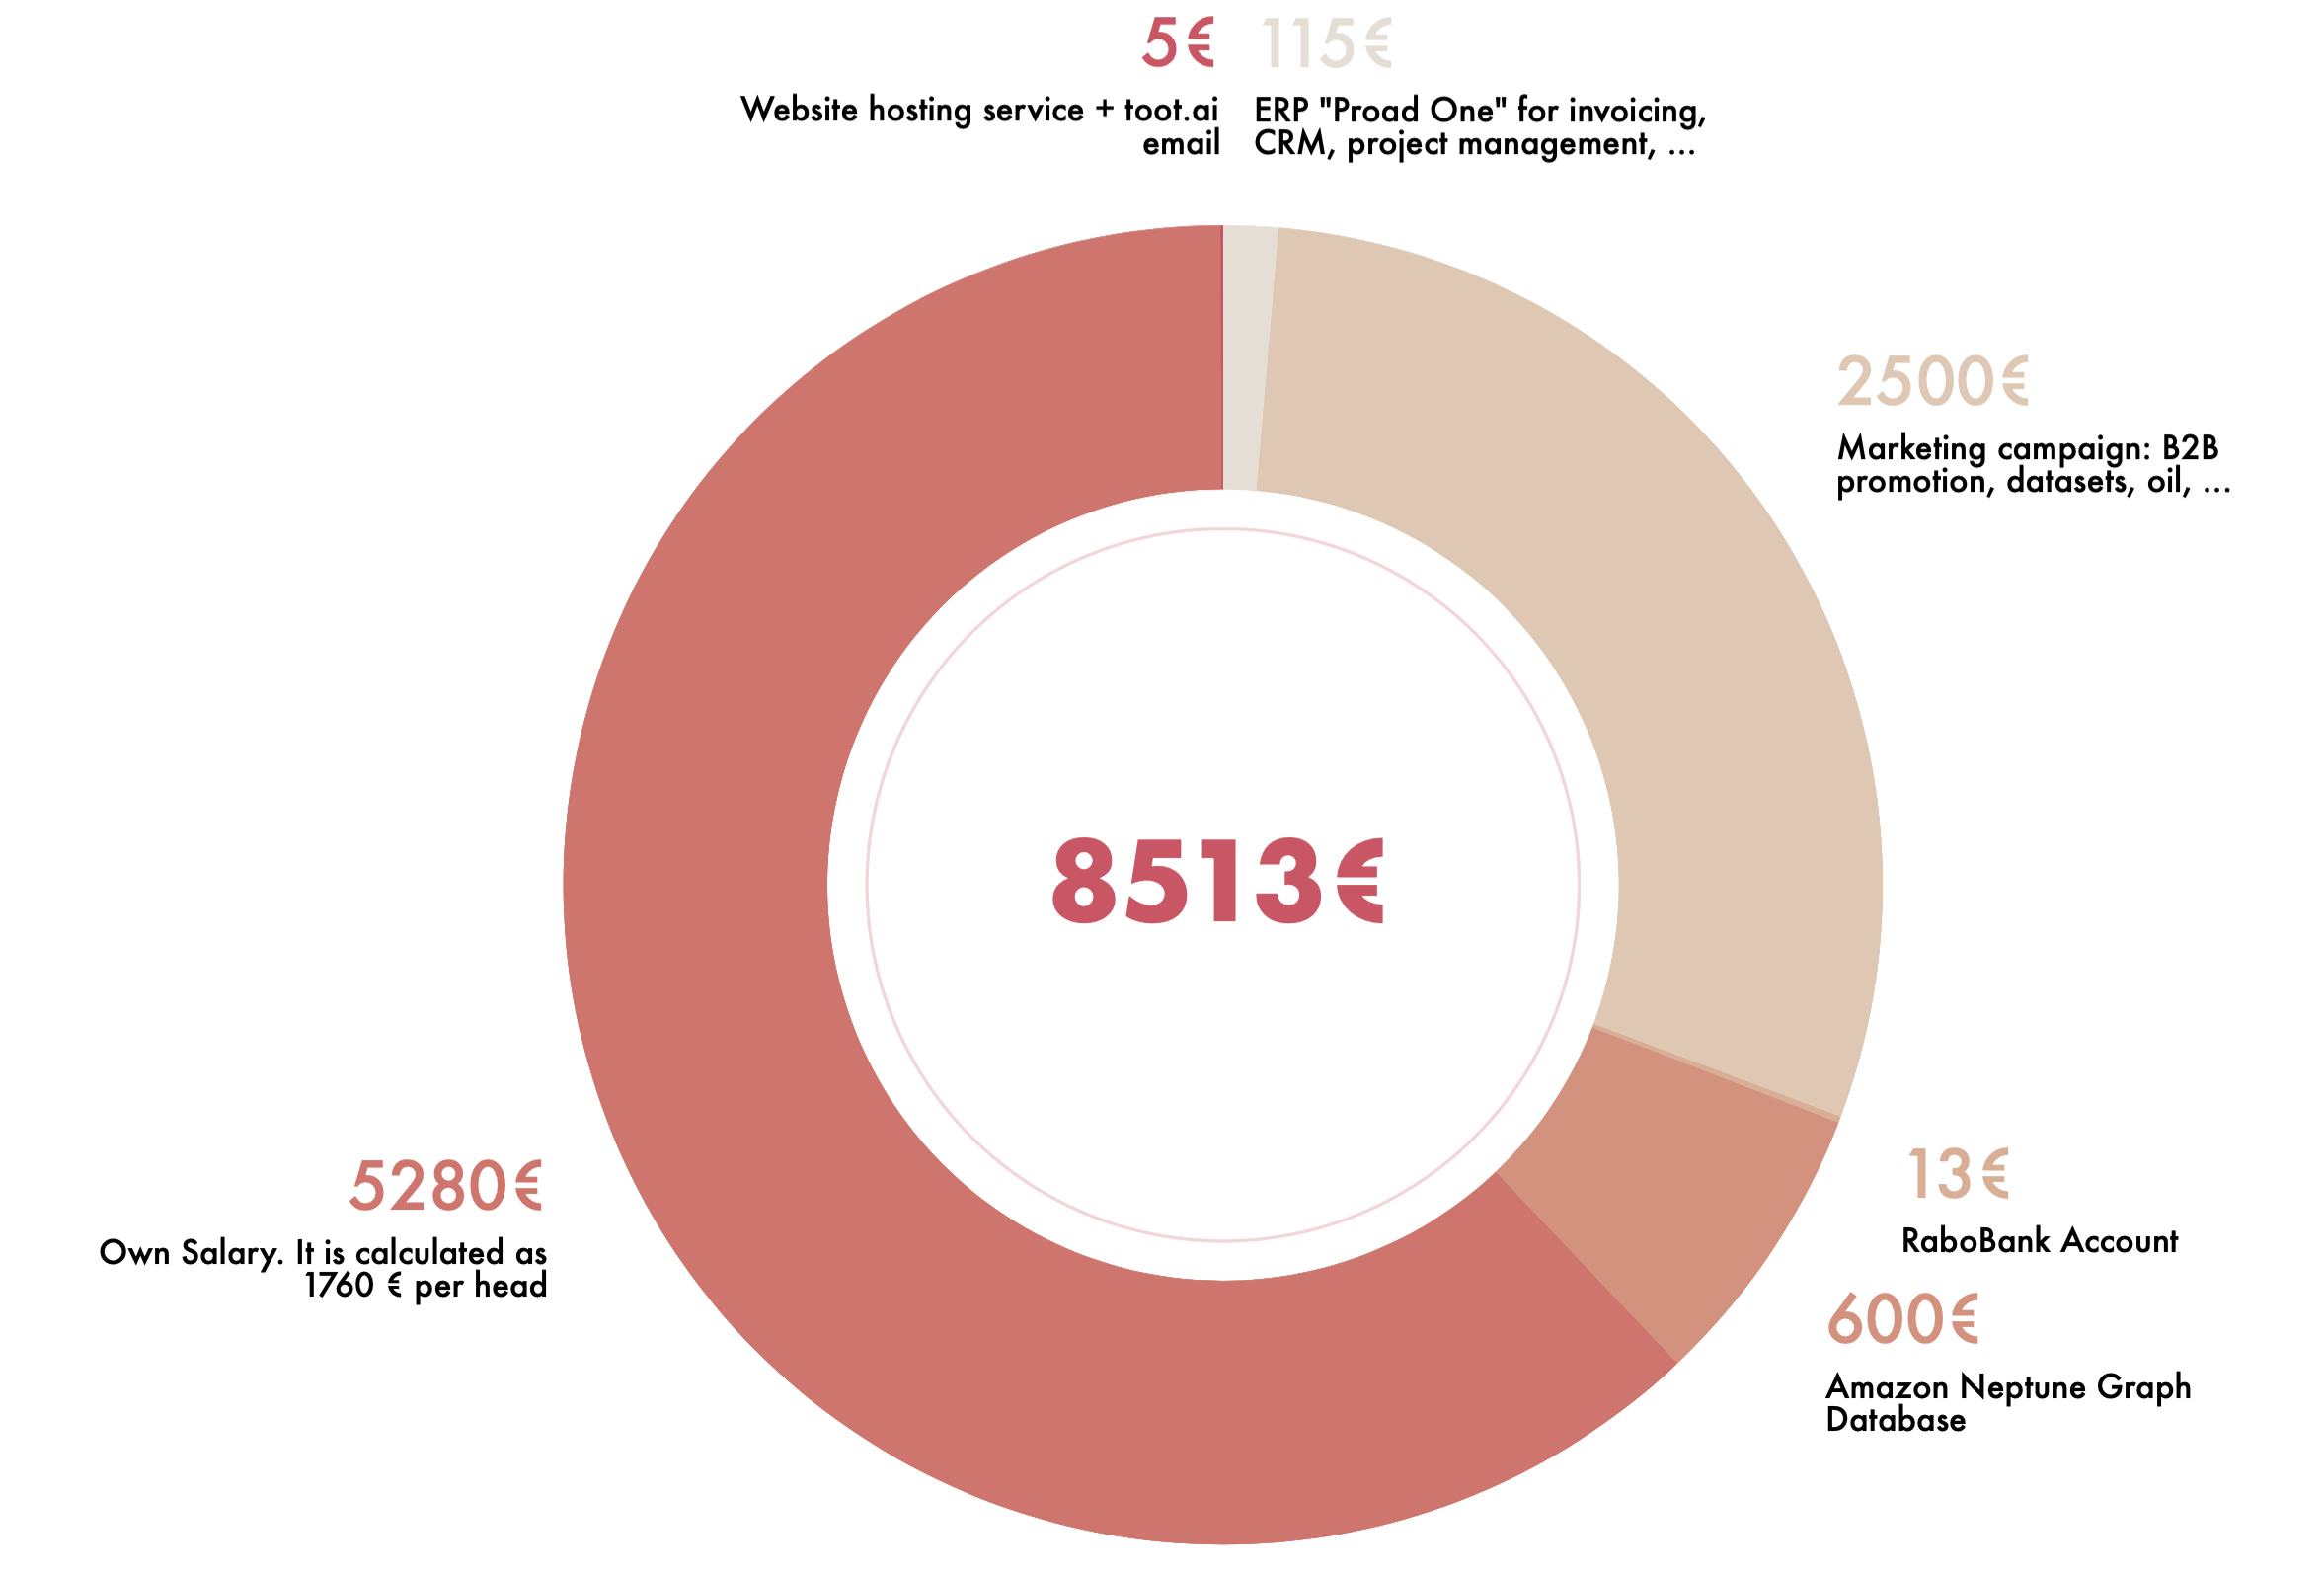 5€
Website hosting service + toot.ai
email
115€
ERP "Proad One" for invoicing,
CRM, project management, ...
2500€
Marketing campaign: B2B
promotion, datasets, oil, ...
8513€
13€
RaboBank Account
600€
Amazon Neptune Graph
Database
5280€
Own Salary. It is calculated as
1760 € per head